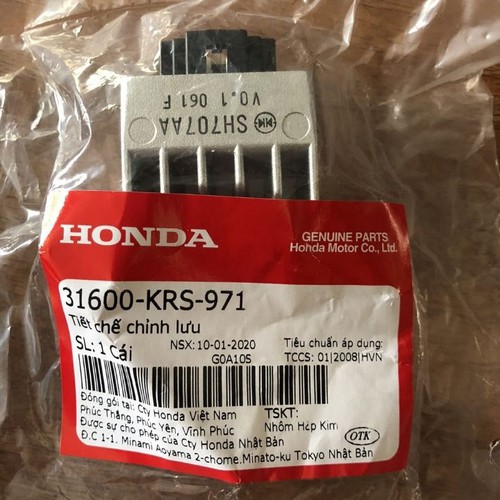 SH707AA
V0.1 061 F
HONDA
GENUINE PARTS
Honda Motor Co., Ltd.
31600-KRS-971
Tiết chế chỉnh lưu
SL: 1 Cái
NSX: 10-01-2020
G0A10S
Tiêu chuẩn áp dụng:
TCCS: 01|2008|HVN
Đóng gói tại: Cty Honda Việt Nam
Phúc Thắng, Phúc Yên, Vĩnh Phúc
TSKT:
Nhôm Hợp Kim
Được sự cho phép của Cty Honda Nhật Bản
Đ.C 1-1. Minami Aoyama 2-chome.Minato-ku Tokyo Nhật Bản
OTK